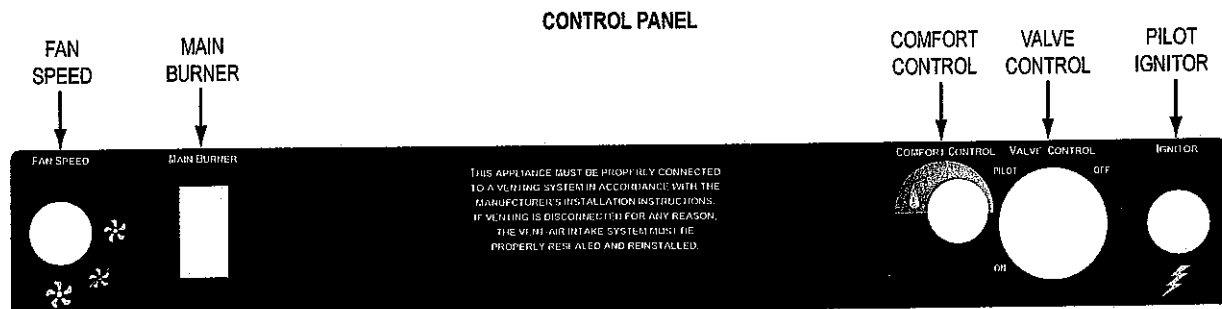 CONTROL PANEL
FAN
SPEED
MAIN
BURNER
COMFORT
CONTROL
VALVE
CONTROL
PILOT
IGNITOR
FAN SPEED
MAIN BURNER
THIS APPLIANCE MUST BE PROPERLY CONNECTED
TO A VENTING SYSTEM IN ACCORDANCE WITH THE
MANUFCTURER'S INSTALLATION INSTRUCTIONS.
IF VENTING IS DISCONNECTED FOR ANY REASON,
THE VENT-AIR INTAKE SYSTEM MUST BE
PROPERLY RESEALED AND REINSTALLED.
COMFORT CONTROL
VALVE CONTROL
PILOT
OFF
ON
IGNITOR